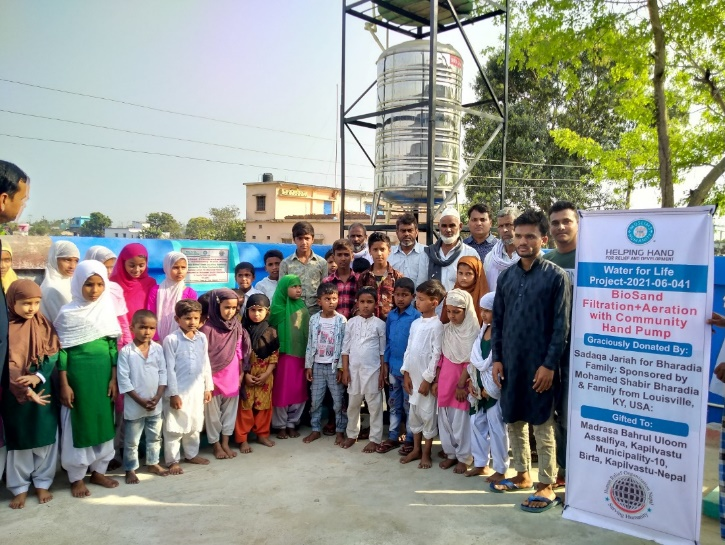 HELPING HAND
FOR RELIEF AND DEVELOPMENT
Water for Life
Project-2021-06-041
BioSand
Filtration+Aeration
with Community
Hand Pump
Graciously Donated By:
Sadaqa Jariah for Bharadia
Family: Sponsored by
Mohamed Shabir Bharadia
& Family from Louisville,
KY, USA:
Gifted To:
Madrasa Bahrul Uloom
Assalfiya, Kapilvastu
Municipality-10,
Birta, Kapilvastu-Nepal